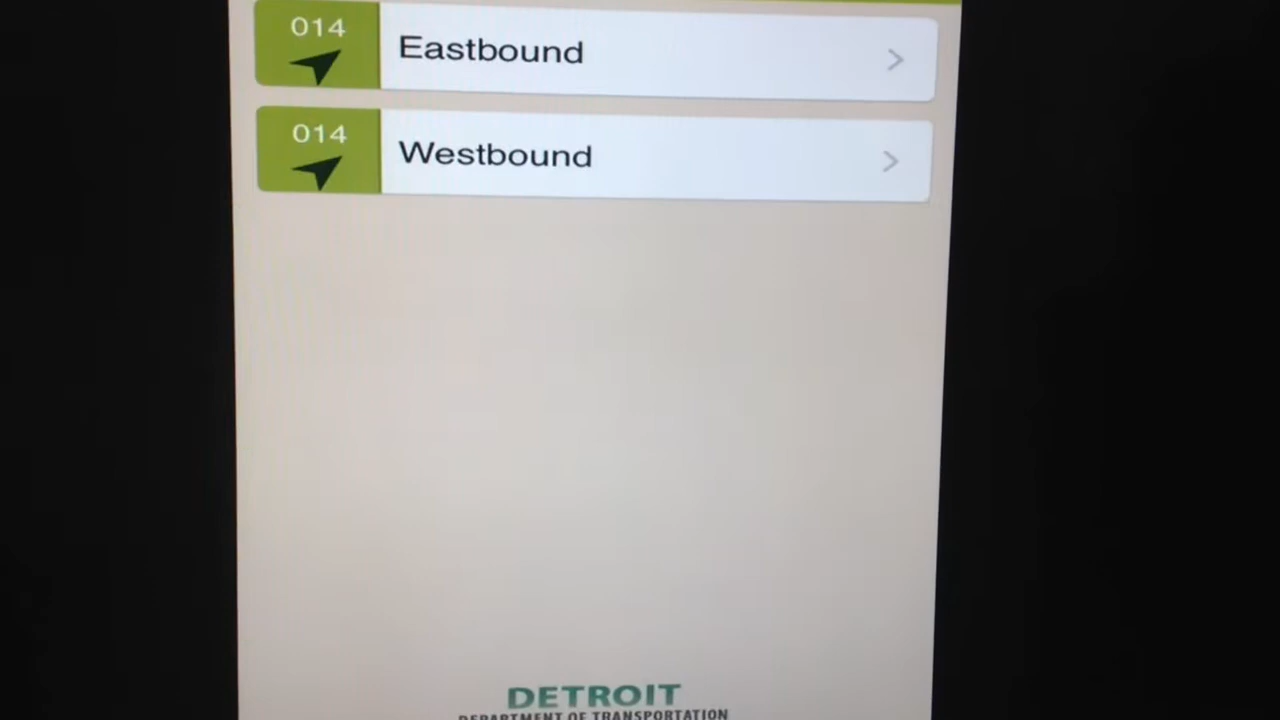 014
Eastbound
014
Westbound
DETROIT
DEPARTMENT OF TRANSPORTATION